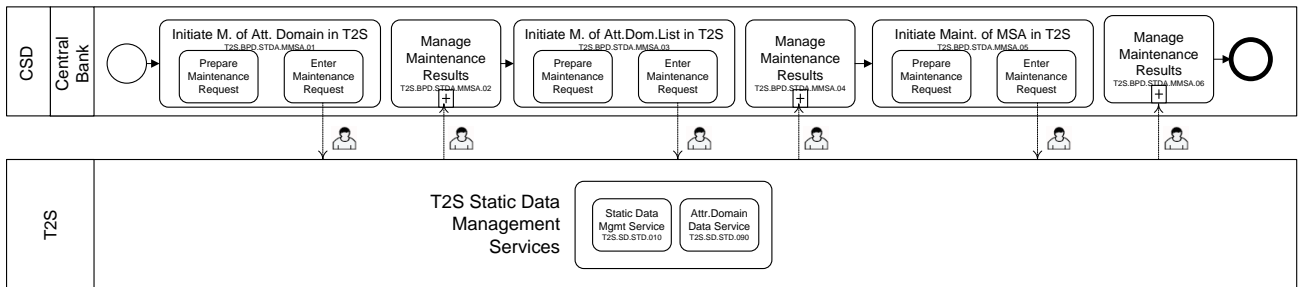 CSD
Central
Bank
Initiate M. of Att. Domain in T2S
T2S.BPD.STDA.MMSA.01
Prepare
Maintenance
Request
Enter
Maintenance
Request
Manage
Maintenance
Results
T2S.BPD.STDA.MMSA.02
+
Initiate M. of Att.Dom.List in T2S
T2S.BPD.STDA.MMSA.03
Prepare
Maintenance
Request
Enter
Maintenance
Request
Manage
Maintenance
Results
T2S.BPD.STDA.MMSA.04
+
Initiate Maint. of MSA in T2S
T2S.BPD.STDA.MMSA.05
Prepare
Maintenance
Request
Enter
Maintenance
Request
Manage
Maintenance
Results
T2S.BPD.STDA.MMSA.06
+
T2S
T2S Static Data
Management
Services
Static Data
Mgmt Service
T2S.SD.STD.010
Attr.Domain
Data Service
T2S.SD.STD.090